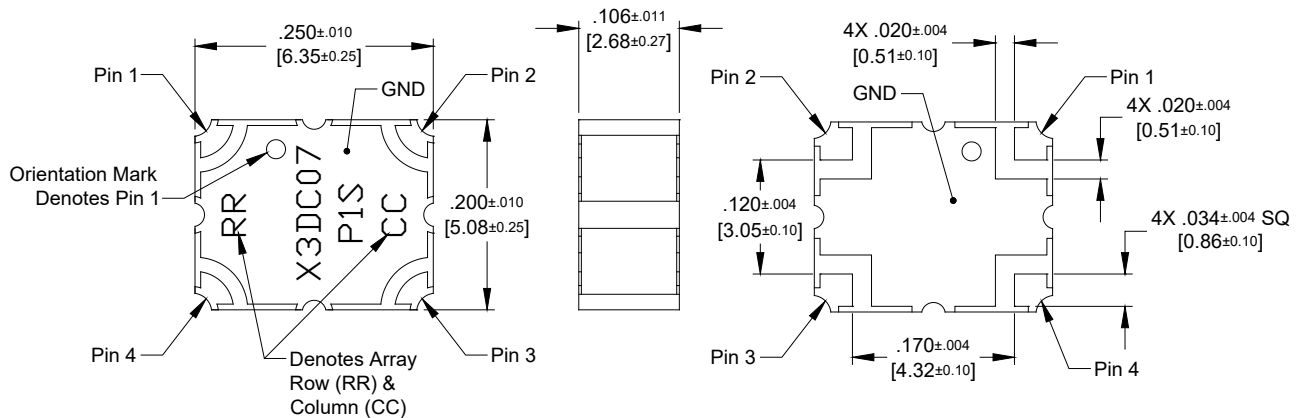 .250±.010
[6.35±0.25]
Pin 1
Pin 2
GND
Orientation Mark
Denotes Pin 1
RR
X3DC07
P1S
CC
.200±.010
[5.08±0.25]
Pin 4
Pin 3
Denotes Array
Row (RR) &
Column (CC)
.106±.011
[2.68±0.27]
4X .020±.004
[0.51±0.10]
Pin 2
GND
Pin 1
4X .020±.004
[0.51±0.10]
.120±.004
[3.05±0.10]
4X .034±.004 SQ
[0.86±0.10]
Pin 3
.170±.004
[4.32±0.10]
Pin 4